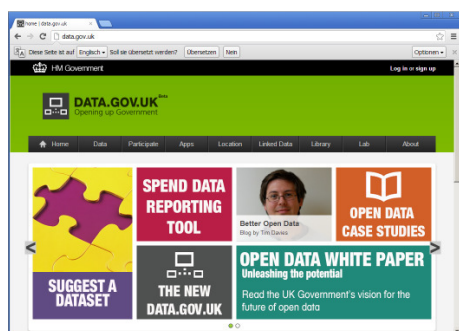 home | data.gov.uk
data.gov.uk
Diese Seite ist auf Englisch Soll sie übersetzt werden? Übersetzen Nein Optionen
HM Government Log in or sign up
DATA.GOV.UK Beta
Opening up Government
Home Data Participate Apps Location Linked Data Library Lab About
SUGGEST A
DATASET
SPEND DATA
REPORTING
TOOL
Better Open Data
Blog by Tim Davies
OPEN DATA
CASE STUDIES
THE NEW
DATA.GOV.UK
OPEN DATA WHITE PAPER
Unleashing the potential
Read the UK Government's vision for the
future of open data